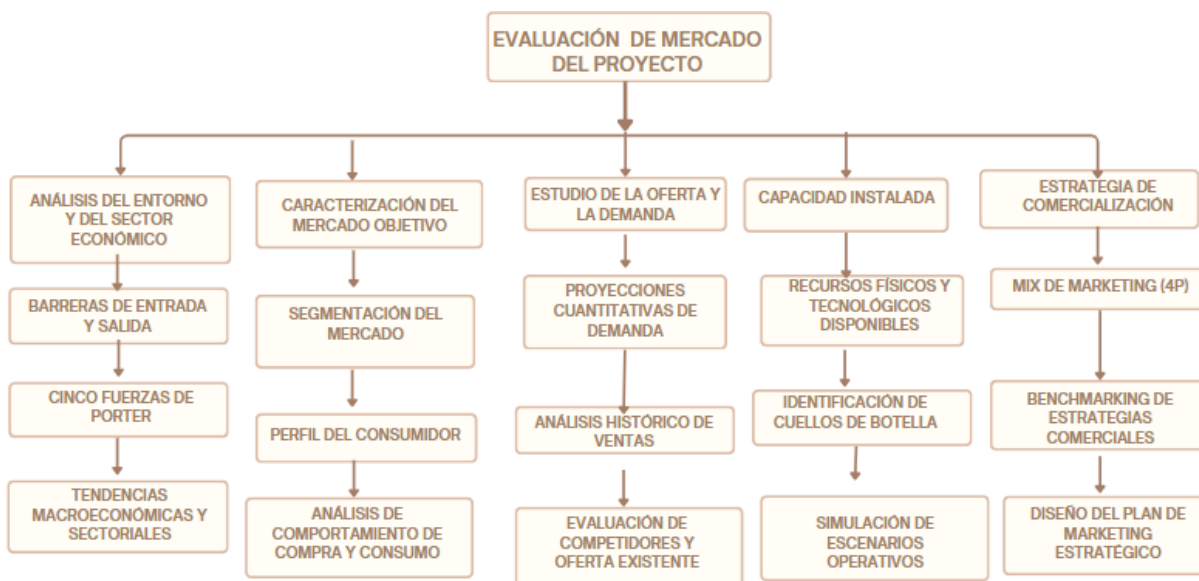 EVALUACIÓN DE MERCADO
DEL PROYECTO
ANÁLISIS DEL ENTORNO
Y DEL SECTOR
ECONÓMICO
BARRERAS DE ENTRADA
Y SALIDA
CINCO FUERZAS DE
PORTER
TENDENCIAS
MACROECONÓMICAS Y
SECTORIALES
CARACTERIZACIÓN DEL
MERCADO OBJETIVO
SEGMENTACIÓN DEL
MERCADO
PERFIL DEL CONSUMIDOR
ANÁLISIS DE
COMPORTAMIENTO DE
COMPRA Y CONSUMO
ESTUDIO DE LA OFERTA Y
LA DEMANDA
PROYECCIONES
CUANTITATIVAS DE
DEMANDA
ANÁLISIS HISTÓRICO DE
VENTAS
EVALUACIÓN DE
COMPETIDORES Y
OFERTA EXISTENTE
CAPACIDAD INSTALADA
RECURSOS FÍSICOS Y
TECNOLÓGICOS
DISPONIBLES
IDENTIFICACIÓN DE
CUELLOS DE BOTELLA
SIMULACIÓN DE
ESCENARIOS
OPERATIVOS
ESTRATEGIA DE
COMERCIALIZACIÓN
MIX DE MARKETING (4P)
BENCHMARKING DE
ESTRATEGIAS
COMERCIALES
DISEÑO DEL PLAN DE
MARKETING
ESTRATÉGICO